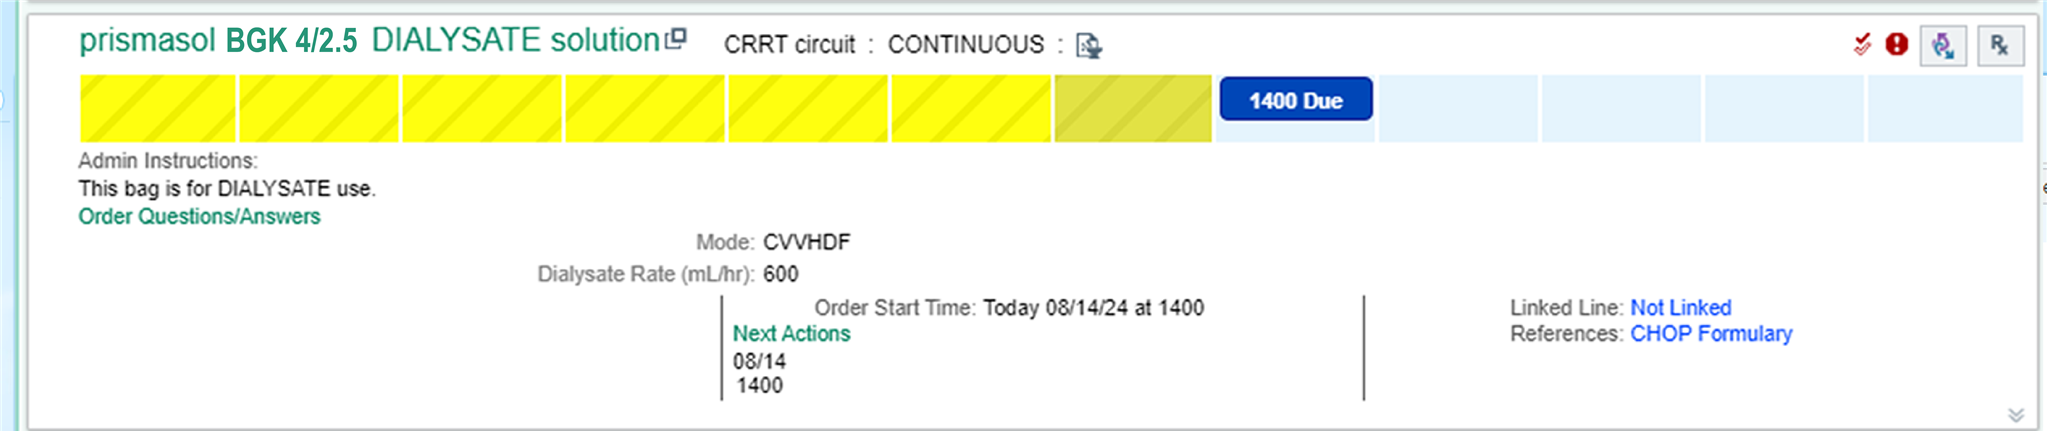 prismasol BGK 4/2.5 DIALYSATE solution CRRT circuit : CONTINUOUS :
1400 Due
Admin Instructions:
This bag is for DIALYSATE use.
Order Questions/Answers
Mode: CVVHDF
Dialysate Rate (mL/hr): 600
Order Start Time: Today 08/14/24 at 1400
Next Actions
08/14
1400
Linked Line: Not Linked
References: CHOP Formulary